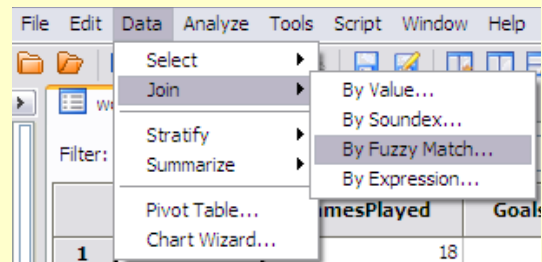 File Edit Data Analyze Tools Script Window Help
Select
Join
By Value...
By Soundex...
By Fuzzy Match...
By Expression...
Filter:
Stratify
Summarize
Pivot Table...
Chart Wizard...
mesPlayed Goals
1 18